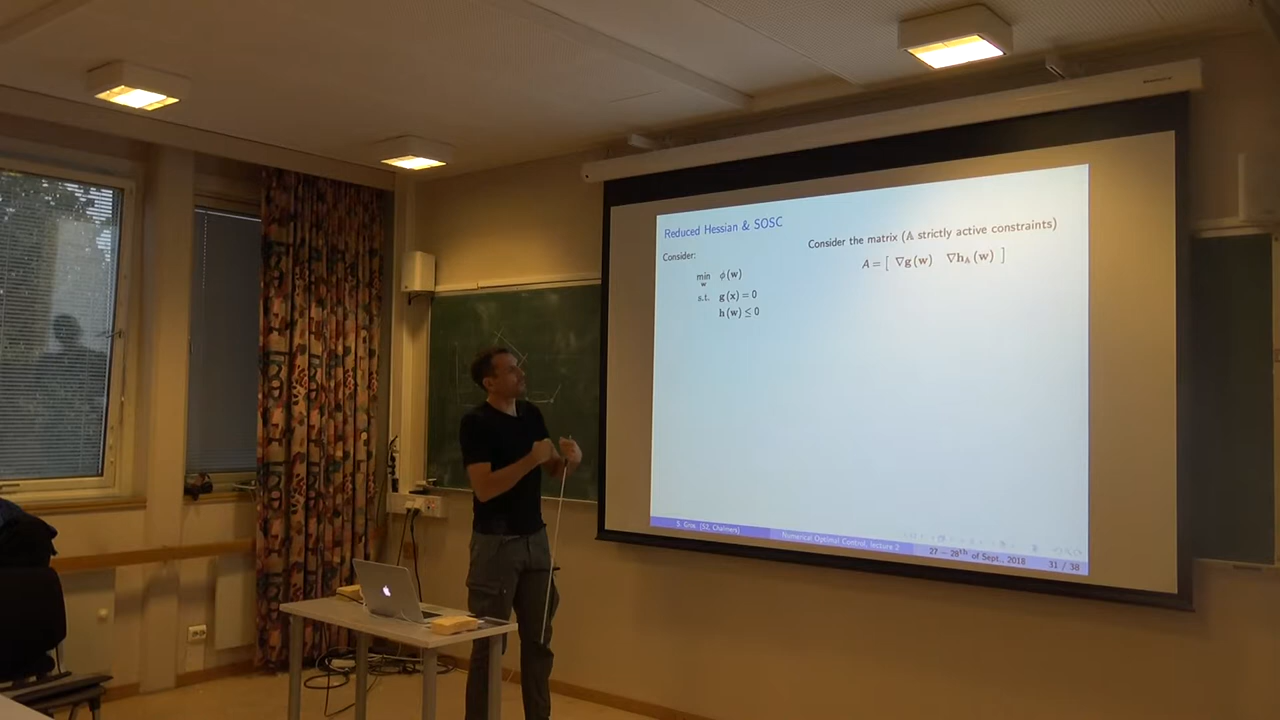 Reduced Hessian & SOSC
Consider:
min φ(w)
w
s.t. g(x) = 0
h(w) ≤ 0
Consider the matrix (𝔸 strictly active constraints)
A = [ ∇g(w) ∇h𝔸(w) ]
S. Gros, (S2, Chalmers)
Numerical Optimal Control, lecture 2
27 − 28th of Sept., 2018
31 / 38